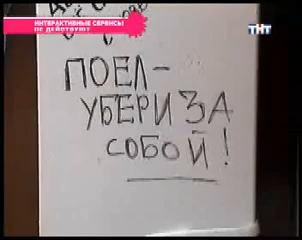 ИНТЕРАКТИВНЫЕ СЕРВИСЫ
НЕ ДЕЙСТВУЮТ
ТНТ
ПОЕЛ-
УБЕРИ ЗА
СОБОЙ!